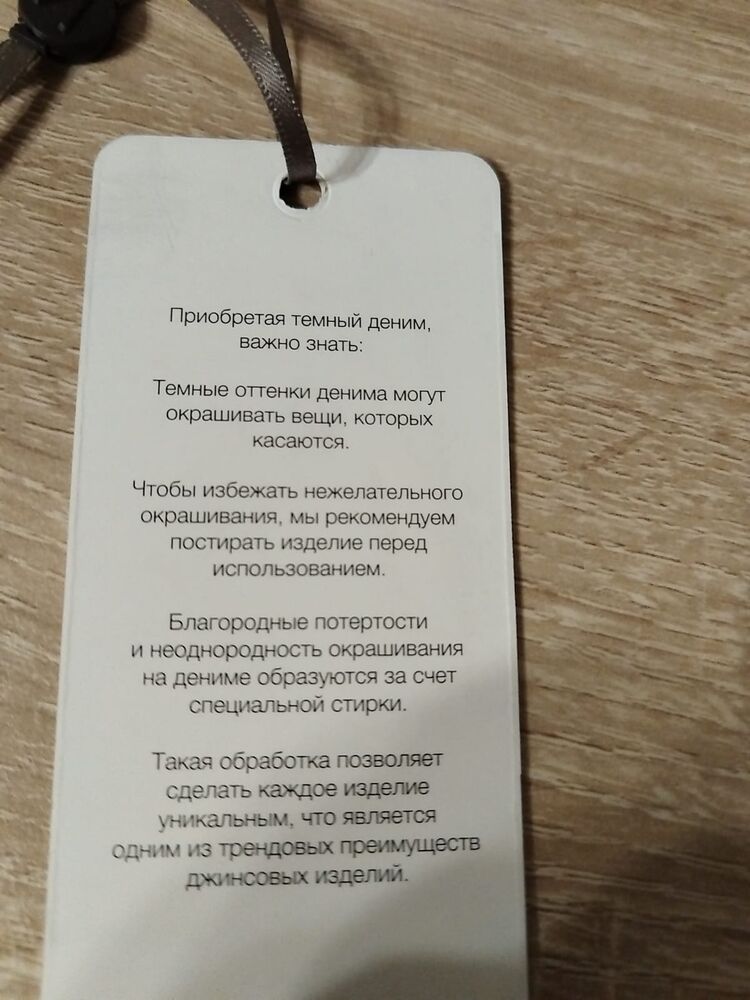 Приобретая темный деним,
важно знать:
Темные оттенки денима могут
окрашивать вещи, которых
касаются.
Чтобы избежать нежелательного
окрашивания, мы рекомендуем
постирать изделие перед
использованием.
Благородные потертости
и неоднородность окрашивания
на дениме образуются за счет
специальной стирки.
Такая обработка позволяет
сделать каждое изделие
уникальным, что является
одним из трендовых преимуществ
джинсовых изделий.